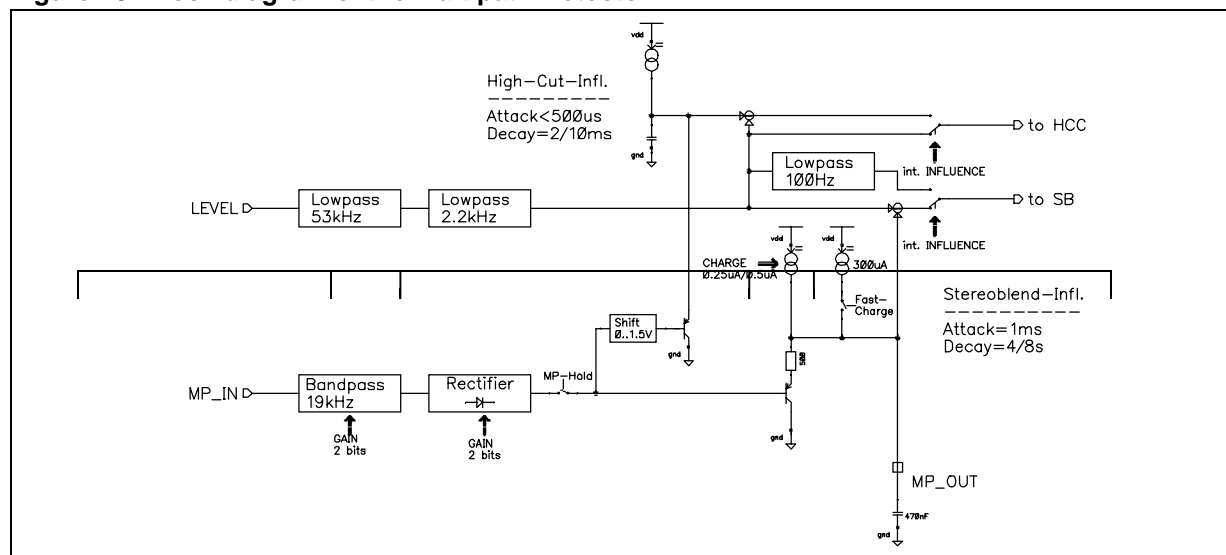 vdd
High-Cut-Infl.
Attack<500us
Decay=2/10ms
gnd
to HCC
Lowpass
100Hz
int. INFLUENCE
LEVEL
Lowpass
53kHz
Lowpass
2.2kHz
to SB
int. INFLUENCE
vdd
vdd
CHARGE
0.25uA/0.5uA
300uA
Fast-
Charge
Stereoblend-Infl.
Attack=1ms
Decay=4/8s
Shift
0..1.5V
gnd
500
MP-Hold
MP_IN
Bandpass
19kHz
Rectifier
GAIN
2 bits
GAIN
2 bits
gnd
MP_OUT
470nF
gnd